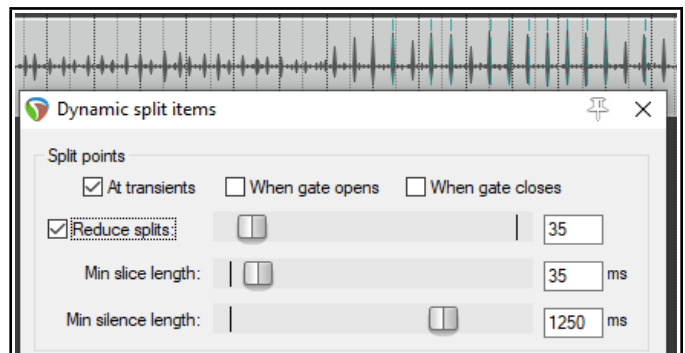 Dynamic split items
Split points
At transients When gate opens When gate closes
Reduce splits: 35
Min slice length: 35 ms
Min silence length: 1250 ms